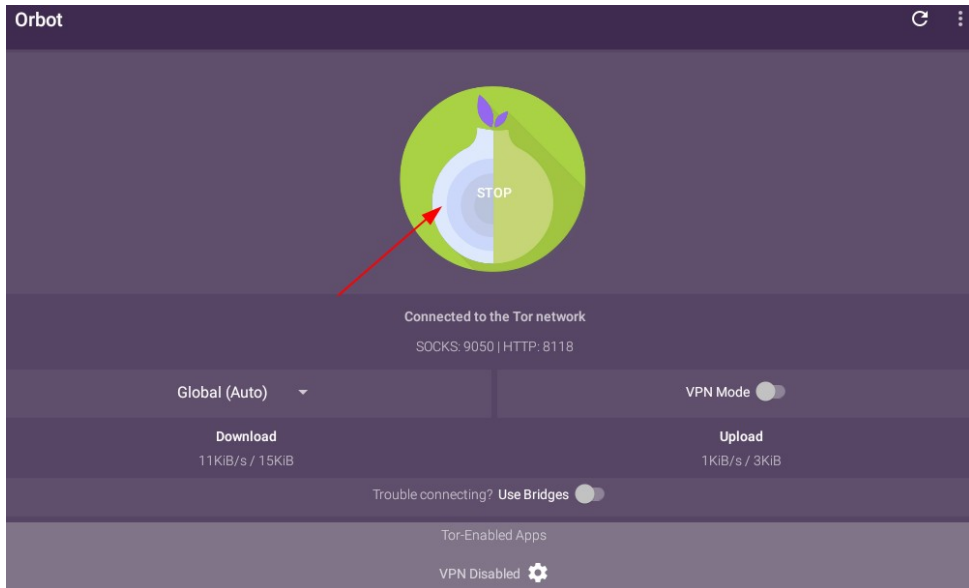 Orbot
STOP
Connected to the Tor network
SOCKS: 9050 | HTTP: 8118
Global (Auto)
VPN Mode
Download
Upload
11KiB/s / 15KiB
1KiB/s / 3KiB
Trouble connecting? Use Bridges
Tor-Enabled Apps
VPN Disabled